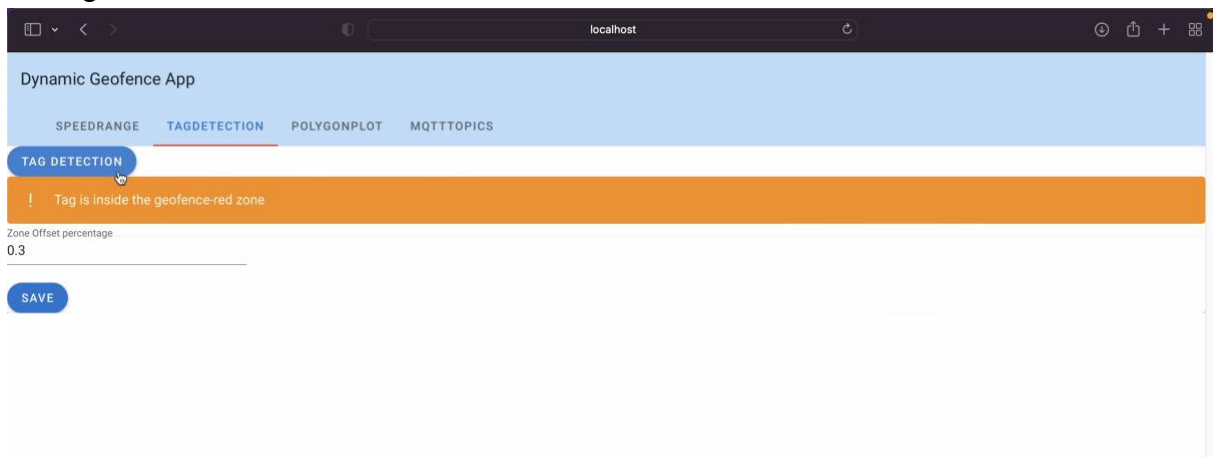 localhost
Dynamic Geofence App
SPEEDRANGE TAGDETECTION POLYGONPLOT MQTTTOPICS
TAG DETECTION
! Tag is inside the geofence-red zone
Zone Offset percentage
0.3
SAVE